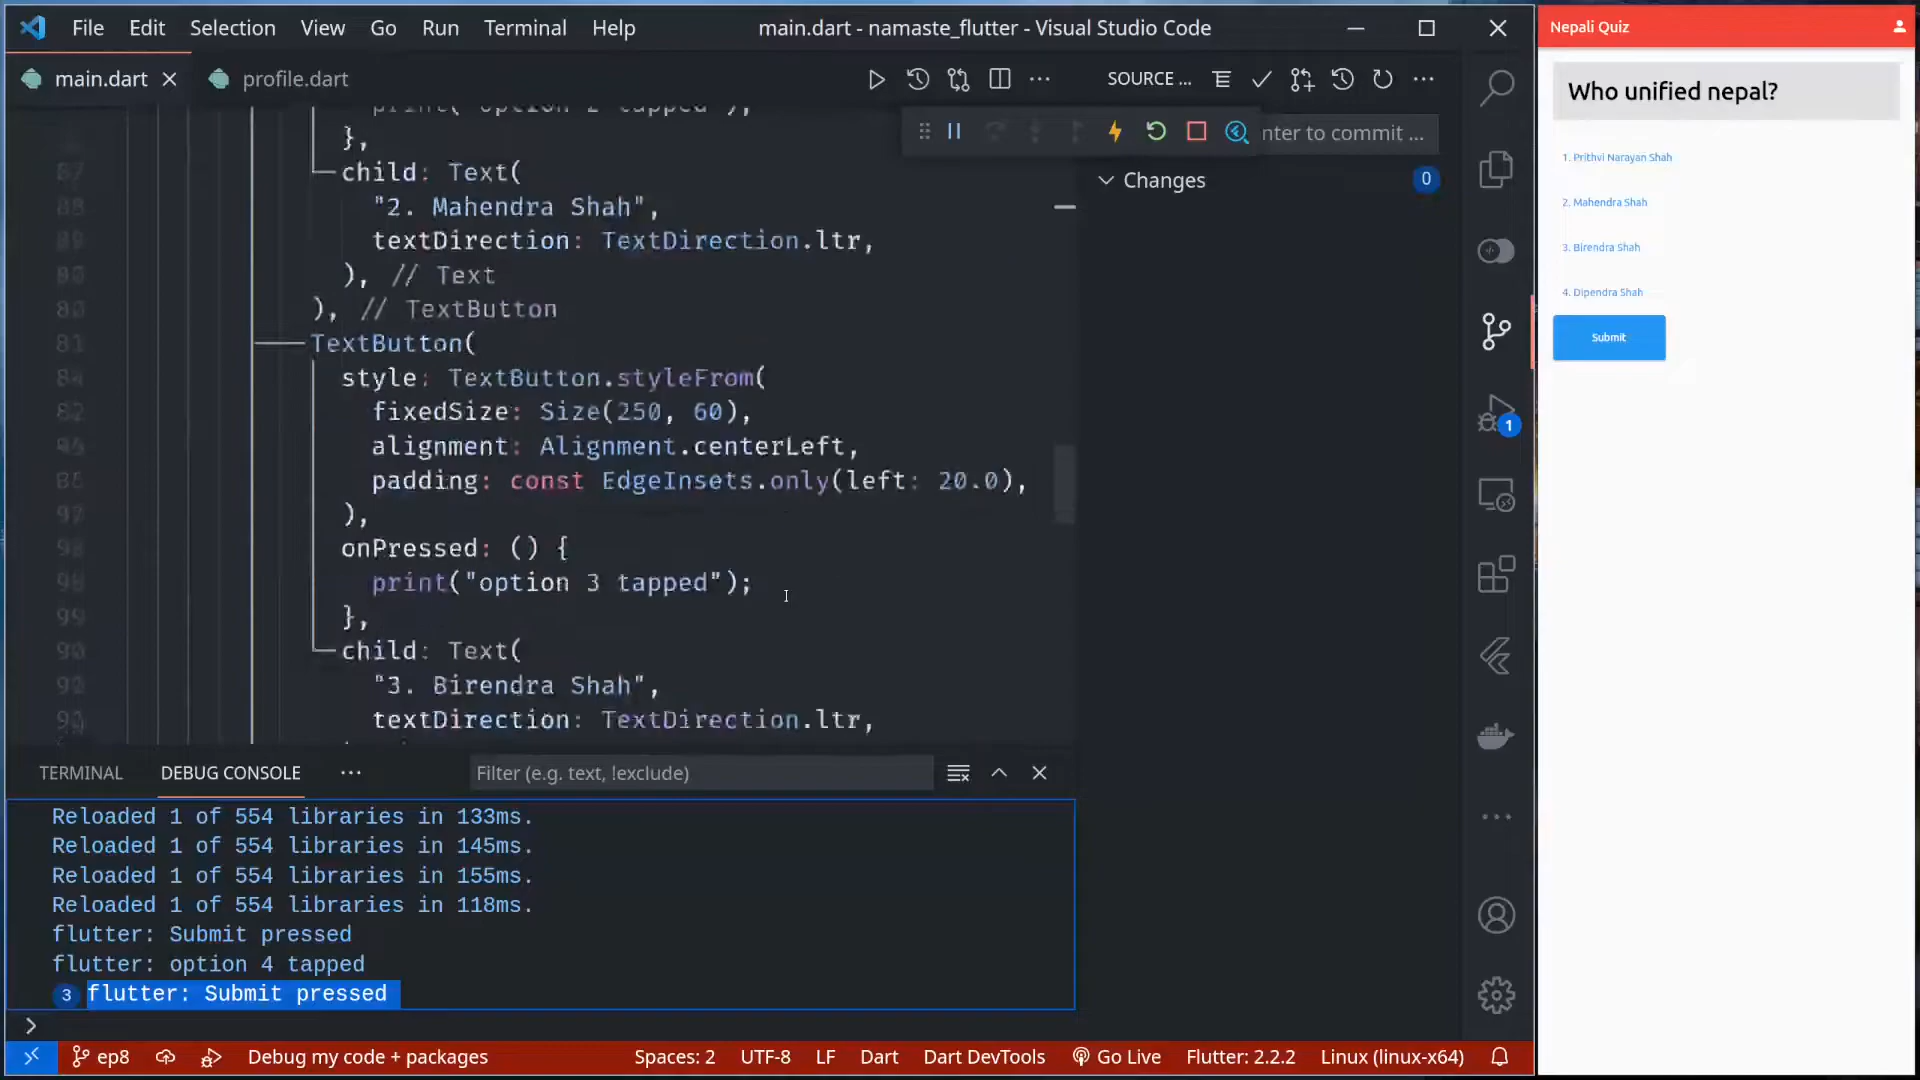 File Edit Selection View Go Run Terminal Help
main.dart - namaste_flutter - Visual Studio Code
main.dart
profile.dart
SOURCE ...
nter to commit ...
Changes
0
},
child: Text(
"2. Mahendra Shah",
textDirection: TextDirection.ltr,
), // Text
), // TextButton
TextButton(
style: TextButton.styleFrom(
fixedSize: Size(250, 60),
alignment: Alignment.centerLeft,
padding: const EdgeInsets.only(left: 20.0),
),
onPressed: () {
print("option 3 tapped");
},
child: Text(
"3. Birendra Shah",
textDirection: TextDirection.ltr,
TERMINAL DEBUG CONSOLE
Filter (e.g. text, !exclude)
Reloaded 1 of 554 libraries in 133ms.
Reloaded 1 of 554 libraries in 145ms.
Reloaded 1 of 554 libraries in 155ms.
Reloaded 1 of 554 libraries in 118ms.
flutter: Submit pressed
flutter: option 4 tapped
3 flutter: Submit pressed
1
ep8 Debug my code + packages Spaces: 2 UTF-8 LF Dart Dart DevTools Go Live Flutter: 2.2.2 Linux (linux-x64)
Nepali Quiz
Who unified nepal?
1. Prithvi Narayan Shah
2. Mahendra Shah
3. Birendra Shah
4. Dipendra Shah
Submit